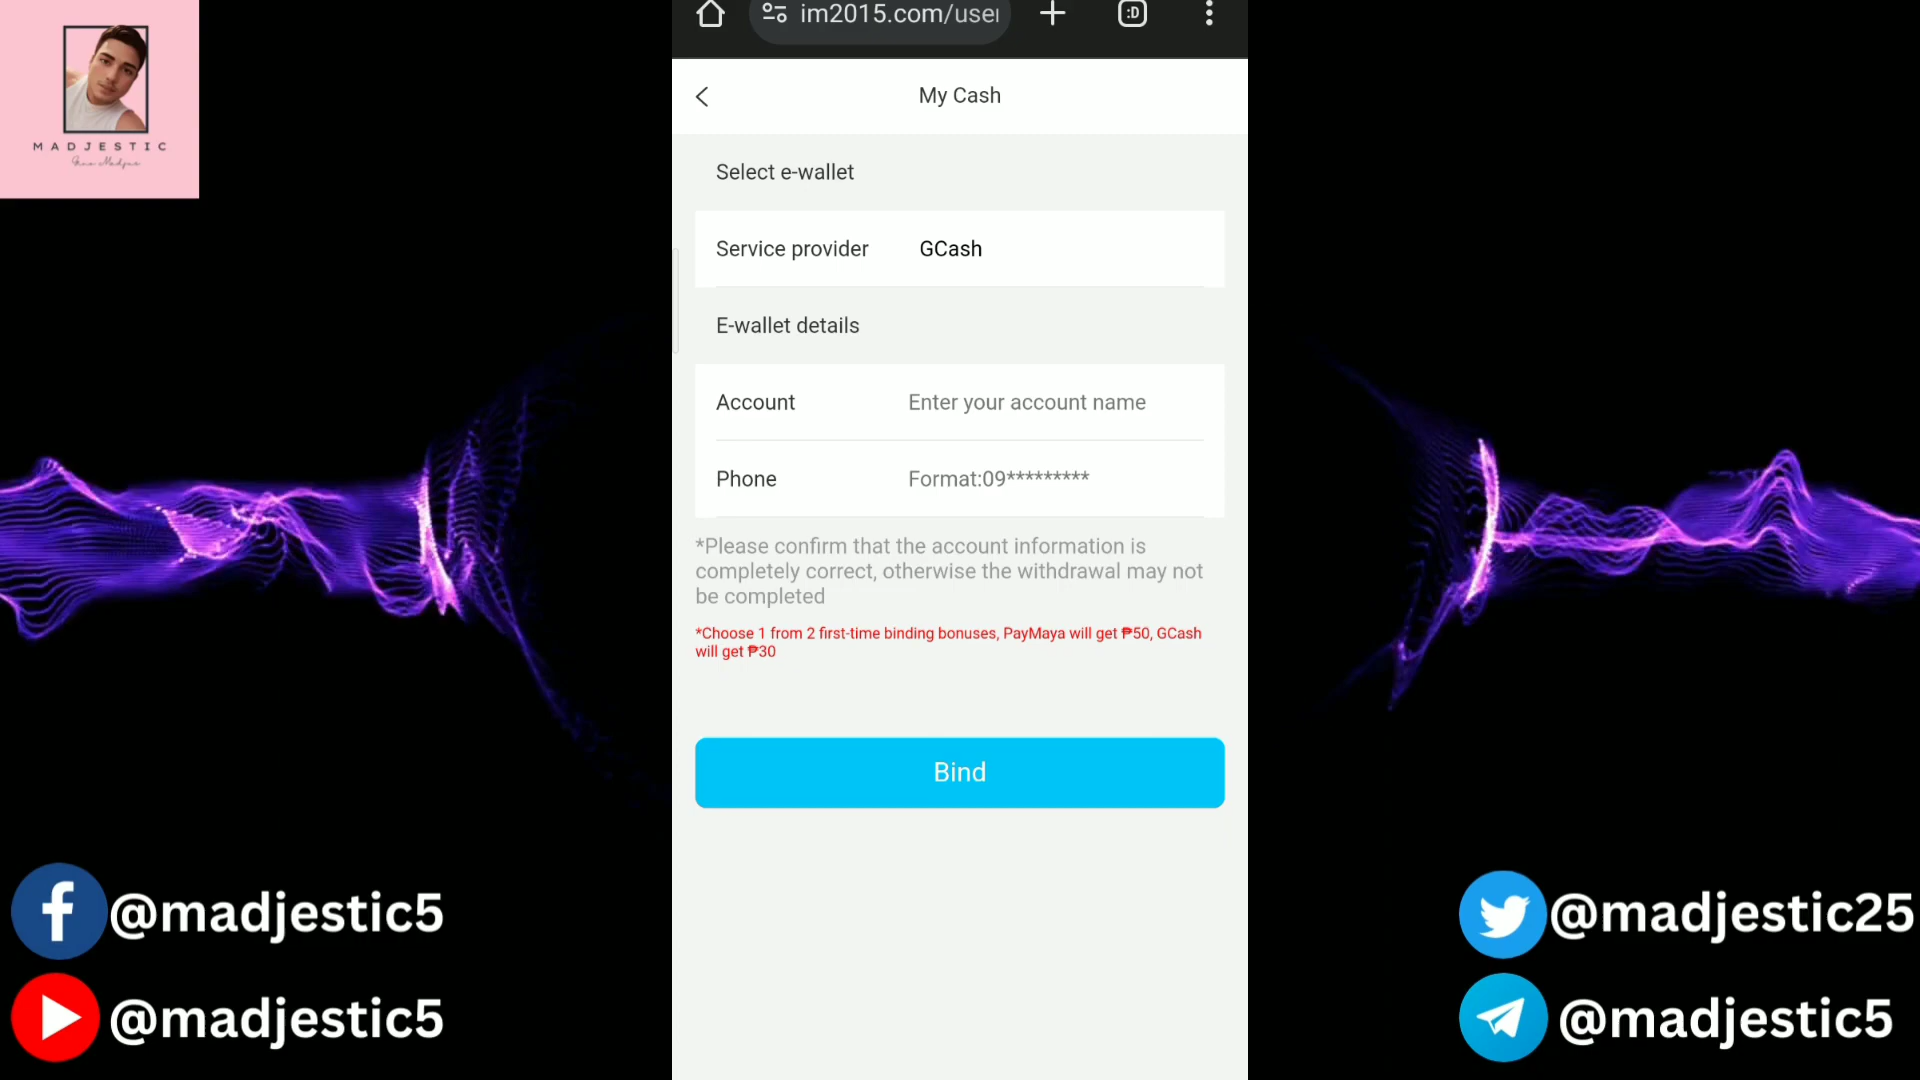 im2015.com/user
:D
My Cash
Select e-wallet
Service provider GCash
E-wallet details
Account Enter your account name
Phone Format:09*********
*Please confirm that the account information is
completely correct, otherwise the withdrawal may not
be completed
*Choose 1 from 2 first-time binding bonuses, PayMaya will get ₱50, GCash
will get ₱30
Bind
MADJESTIC
@madjestic5
@madjestic5
@madjestic25
@madjestic5